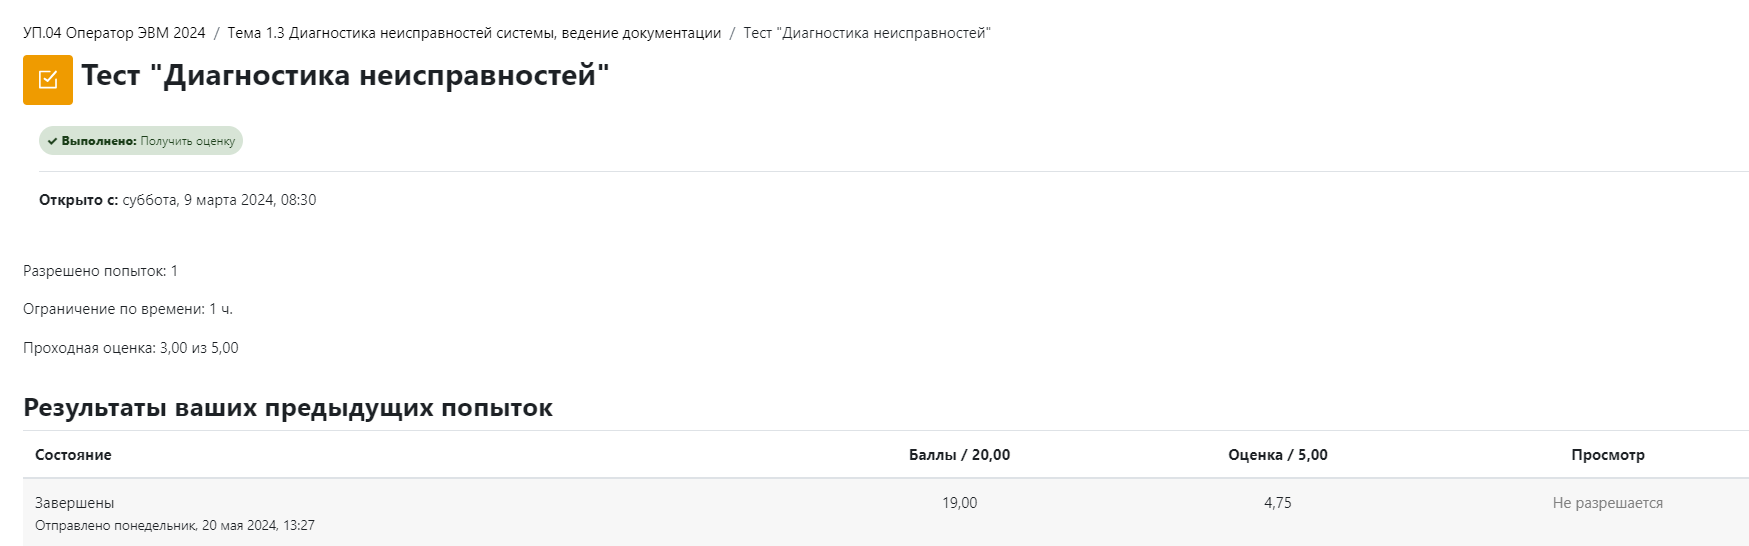 УП.04 Оператор ЭВМ 2024 / Тема 1.3 Диагностика неисправностей системы, ведение документации / Тест "Диагностика неисправностей"
Тест "Диагностика неисправностей"
Выполнено: Получить оценку
Открыто с: суббота, 9 марта 2024, 08:30
Разрешено попыток: 1
Ограничение по времени: 1 ч.
Проходная оценка: 3,00 из 5,00
Результаты ваших предыдущих попыток
Состояние Баллы / 20,00 Оценка / 5,00 Просмотр
Завершены 19,00 4,75 Не разрешается
Отправлено понедельник, 20 мая 2024, 13:27